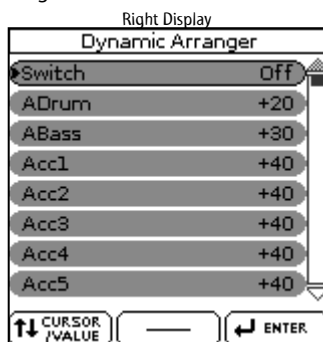 Right Display
Dynamic Arranger
Switch Off
ADrum +20
ABass +30
Acc1 +40
Acc2 +40
Acc3 +40
Acc4 +40
Acc5 +40
CURSOR /VALUE —— ENTER